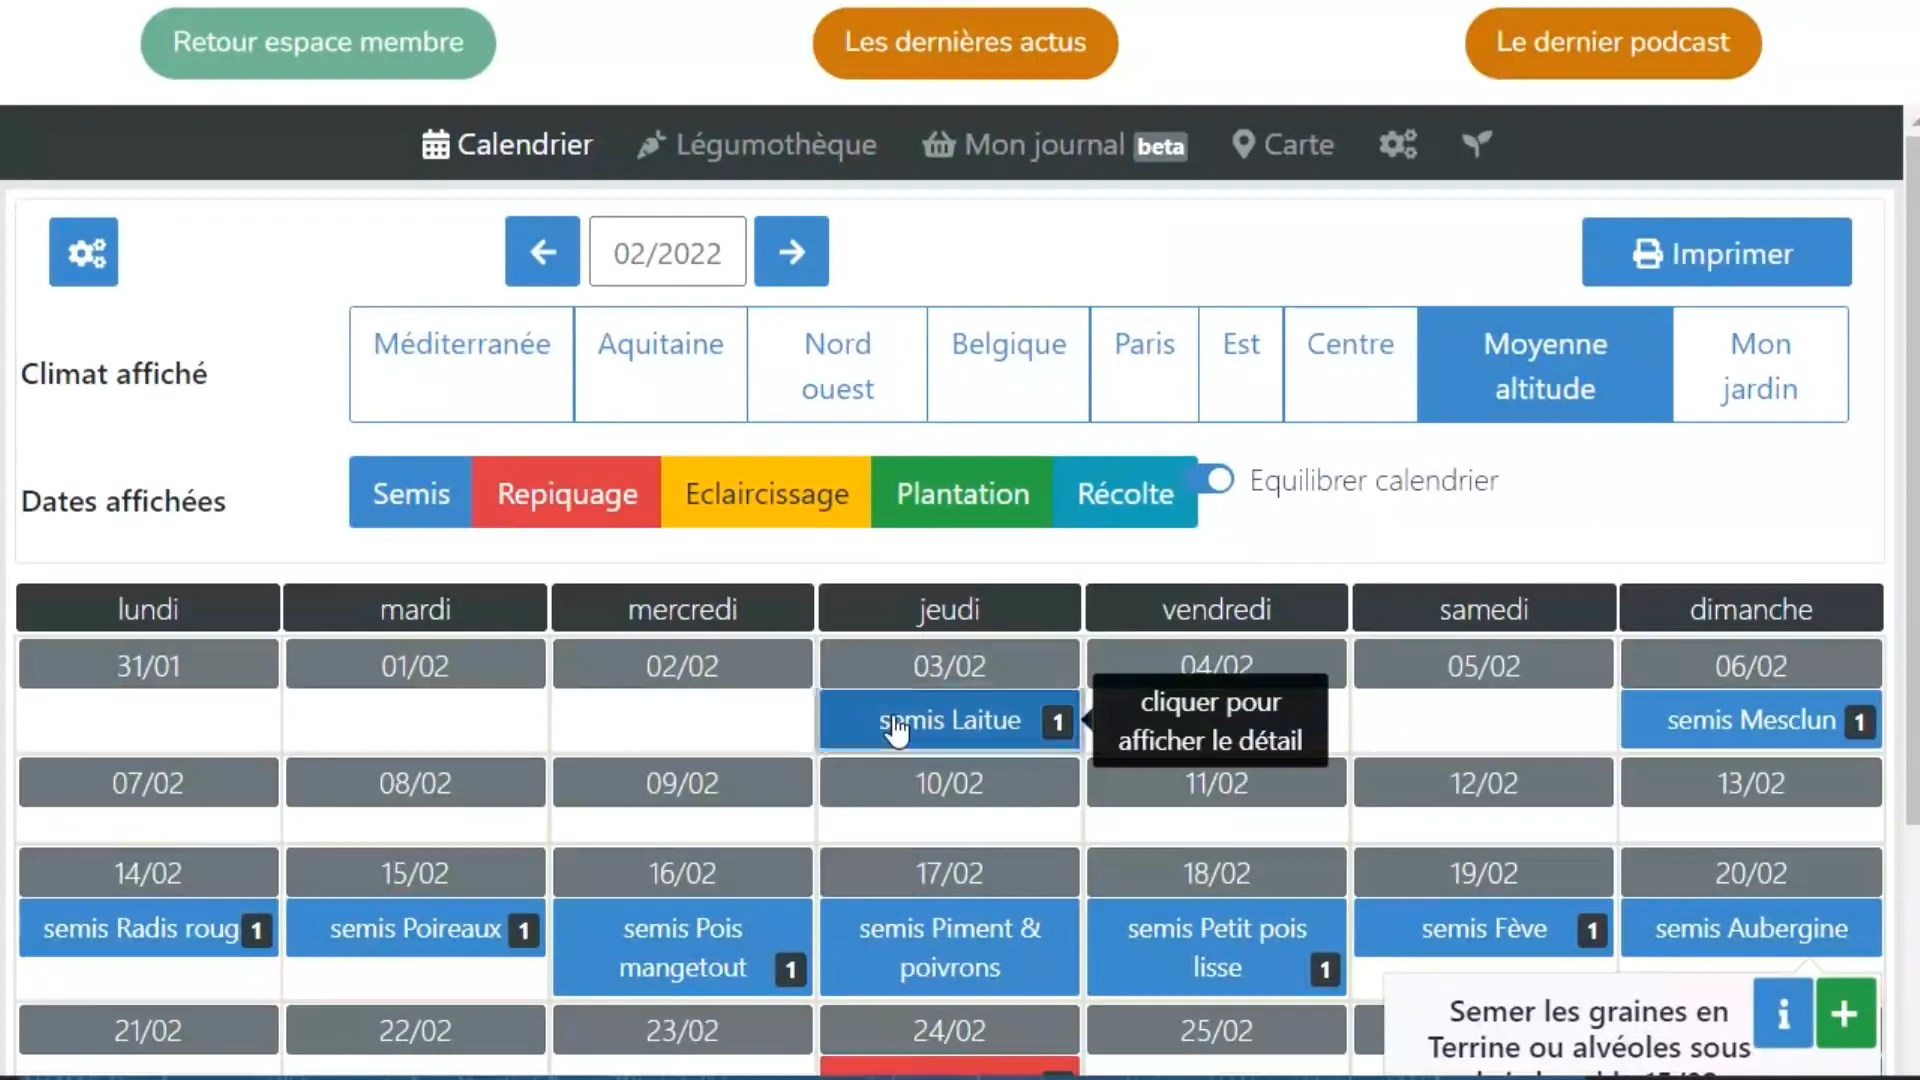 Retour espace membre
Les dernières actus
Le dernier podcast
Calendrier
Légumothèque
Mon journal beta
Carte
02/2022
Imprimer
Climat affiché
Méditerranée
Aquitaine
Nord
ouest
Belgique
Paris
Est
Centre
Moyenne
altitude
Mon
jardin
Dates affichées
Semis
Repiquage
Eclaircissage
Plantation
Récolte
Equilibrer calendrier
lundi
mardi
mercredi
jeudi
vendredi
samedi
dimanche
31/01
01/02
02/02
03/02
04/02
05/02
06/02
semis Laitue 1
cliquer pour
afficher le détail
semis Mesclun 1
07/02
08/02
09/02
10/02
11/02
12/02
13/02
14/02
15/02
16/02
17/02
18/02
19/02
20/02
semis Radis roug 1
semis Poireaux 1
semis Pois
mangetout 1
semis Piment &
poivrons
semis Petit pois
lisse 1
semis Fève 1
semis Aubergine
21/02
22/02
23/02
24/02
25/02
Semer les graines en
Terrine ou alvéoles sous